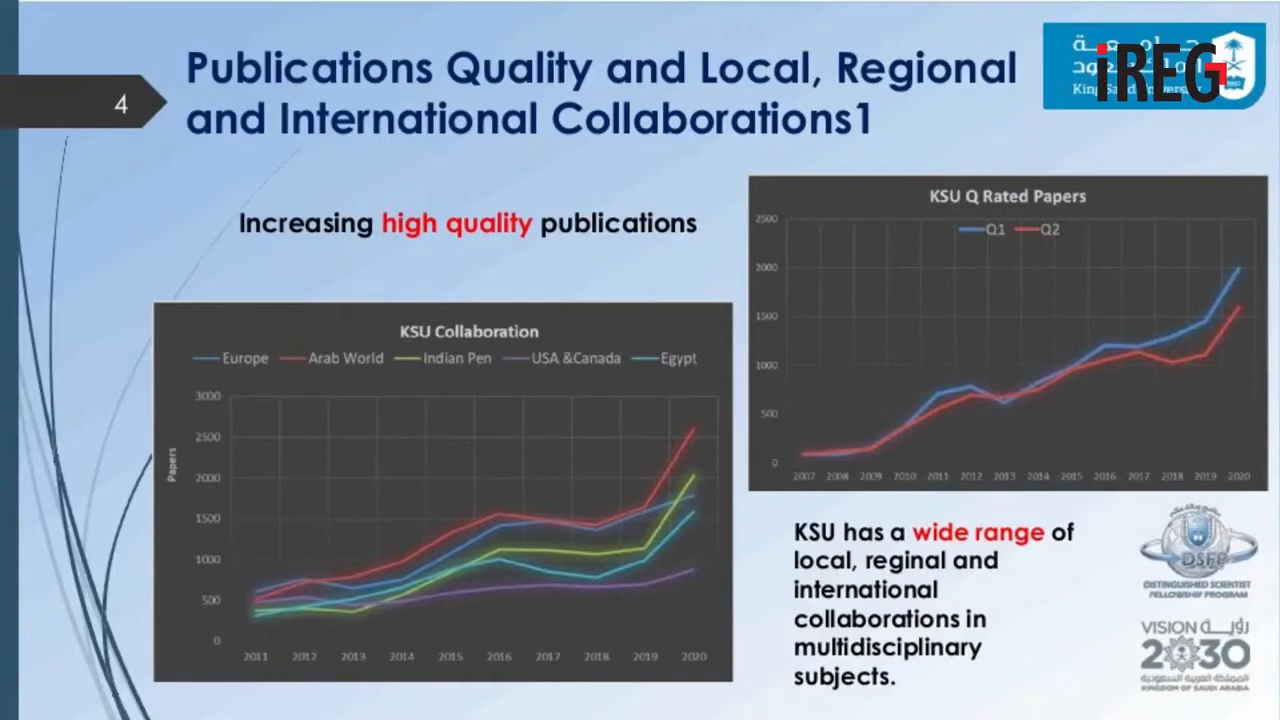 4
Publications Quality and Local, Regional
and International Collaborations1
iREG
Increasing high quality publications
KSU Q Rated Papers
Q1 Q2
2500
2000
1500
1000
500
0
2007 2008 2009 2010 2011 2012 2013 2014 2015 2016 2017 2018 2019 2020
KSU Collaboration
Europe Arab World Indian Pen USA &Canada Egypt
Papers
3000
2500
2000
1500
1000
500
0
2011 2012 2013 2014 2015 2016 2017 2018 2019 2020
KSU has a wide range of
local, reginal and
international
collaborations in
multidisciplinary
subjects.
DSFP
DISTINGUISHED SCIENTIST
FELLOWSHIP PROGRAM
VISION رؤية
2030
المملكة العربية السعودية
KINGDOM OF SAUDI ARABIA